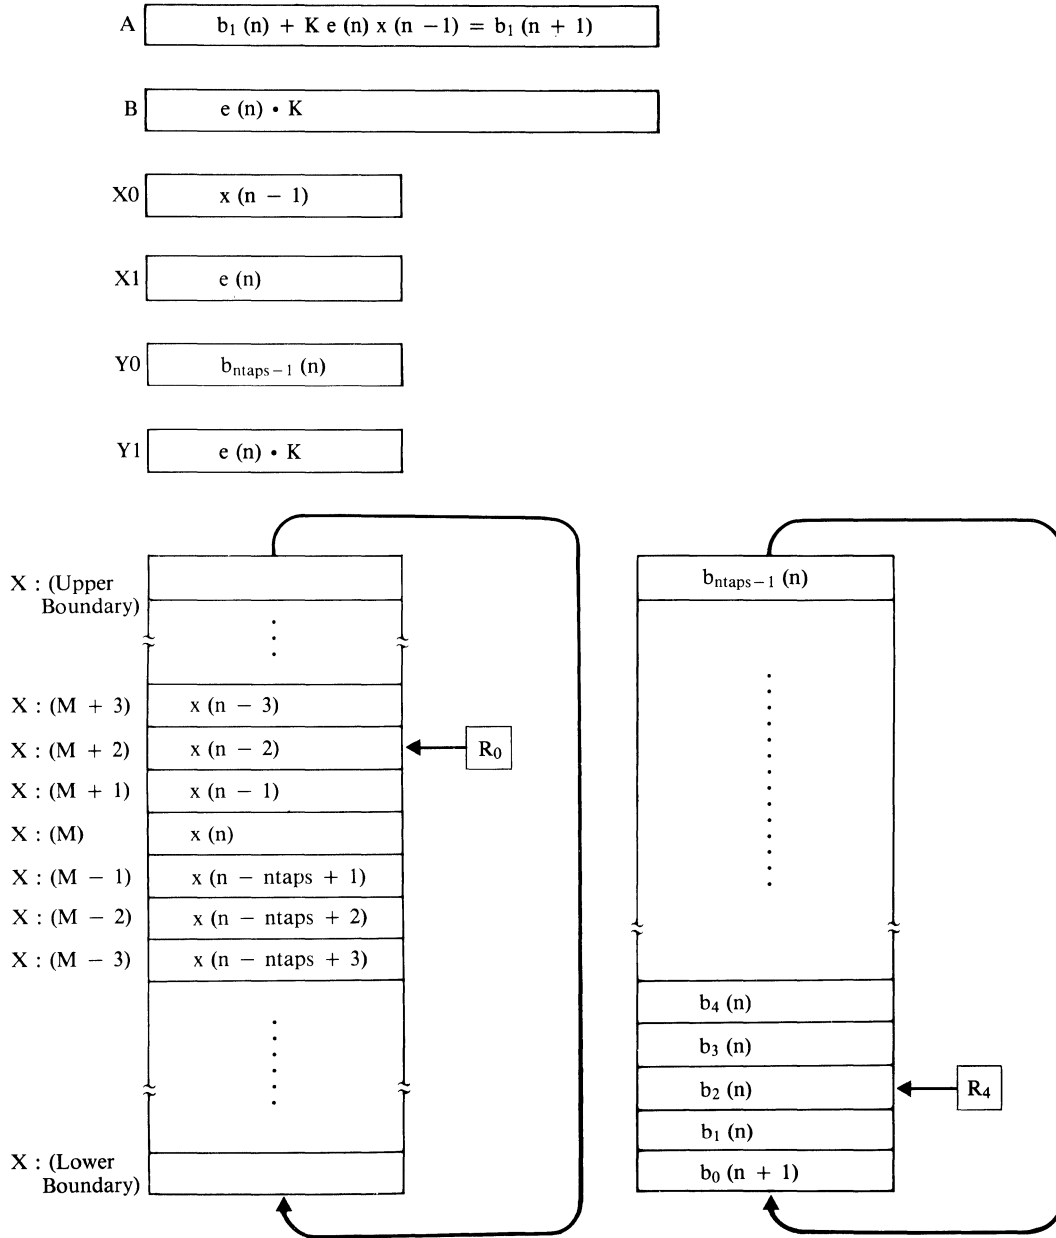 A b₁ (n) + K e (n) x (n −1) = b₁ (n + 1)
B e (n) • K
X0 x (n − 1)
X1 e (n)
Y0 bₙₜₐₚₛ₋₁ (n)
Y1 e (n) • K
X : (Upper
Boundary)
X : (M + 3) x (n − 3)
X : (M + 2) x (n − 2) R₀
X : (M + 1) x (n − 1)
X : (M) x (n)
X : (M − 1) x (n − ntaps + 1)
X : (M − 2) x (n − ntaps + 2)
X : (M − 3) x (n − ntaps + 3)
X : (Lower
Boundary)
bₙₜₐₚₛ₋₁ (n)
b₄ (n)
b₃ (n)
b₂ (n) R₄
b₁ (n)
b₀ (n + 1)